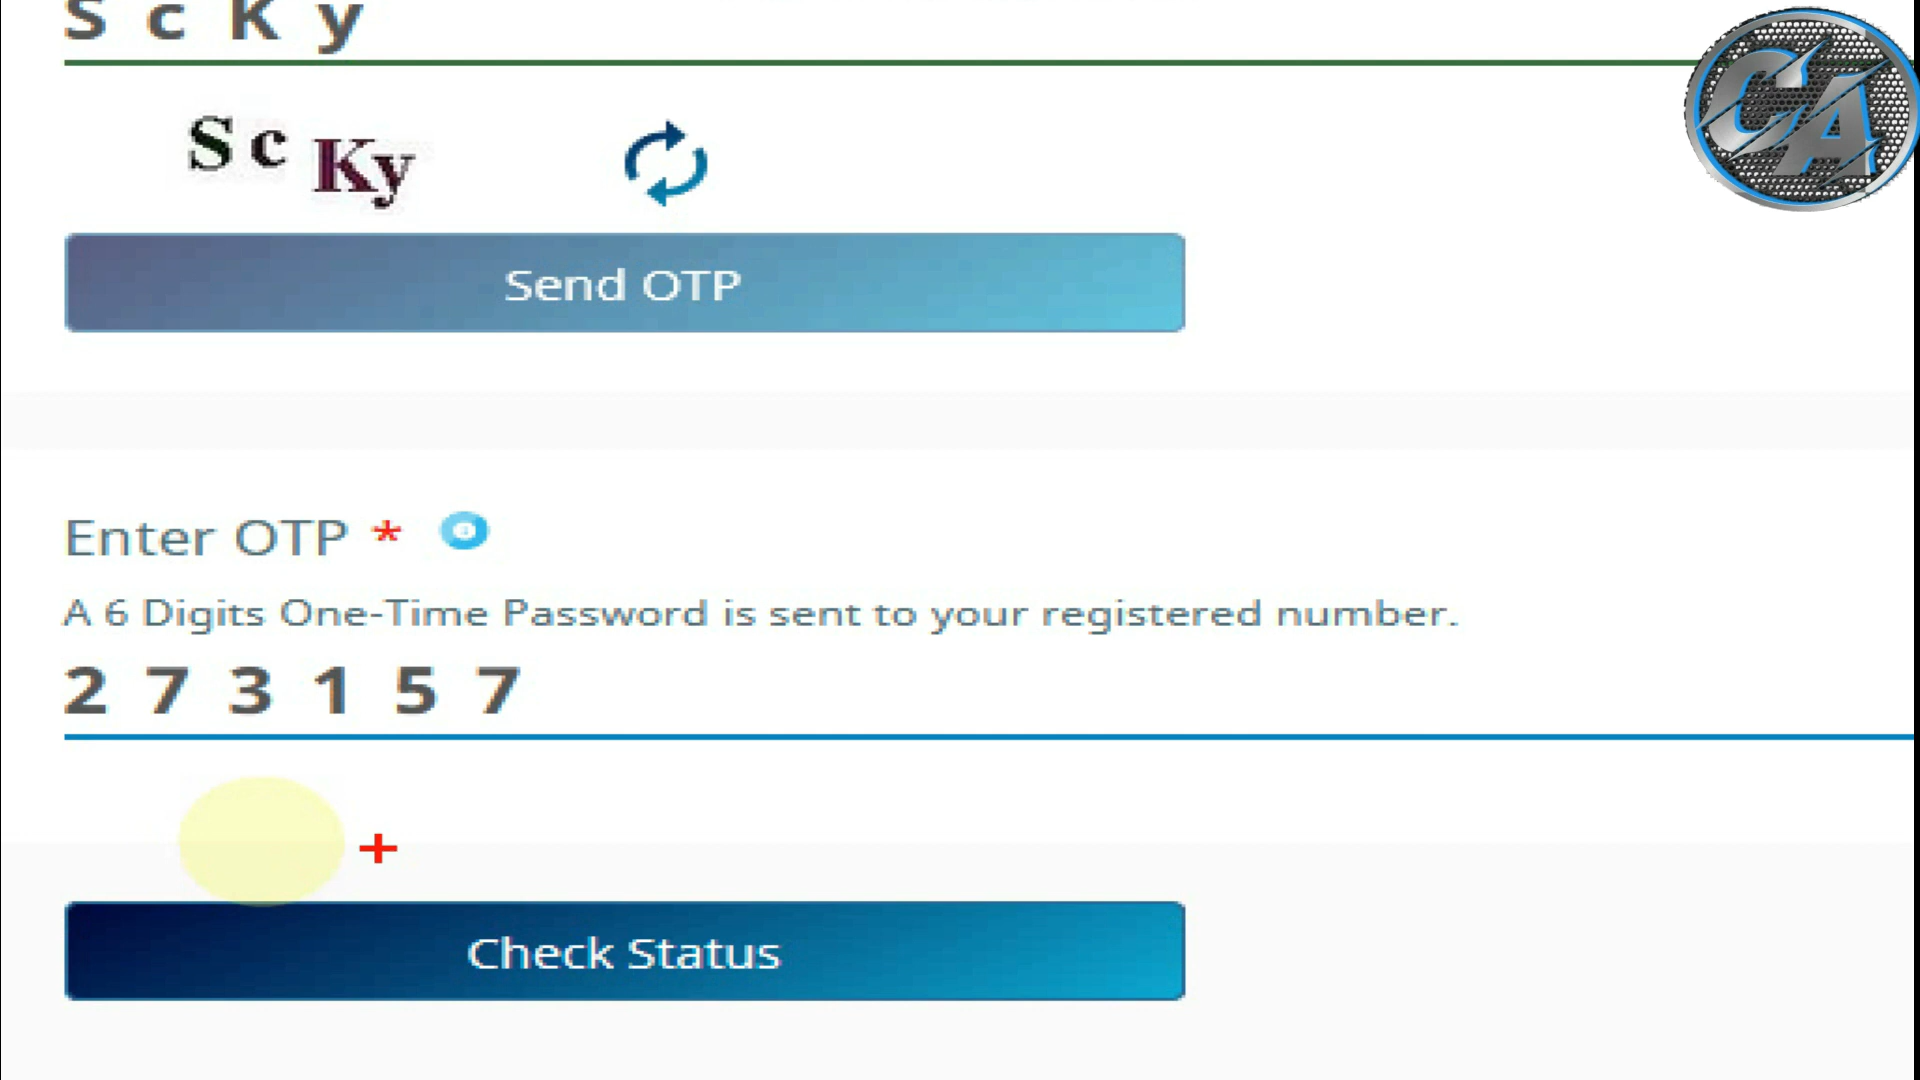 S c K y
CA
Sc Ky
Send OTP
Enter OTP *
A 6 Digits One-Time Password is sent to your registered number.
2 7 3 1 5 7
+
Check Status